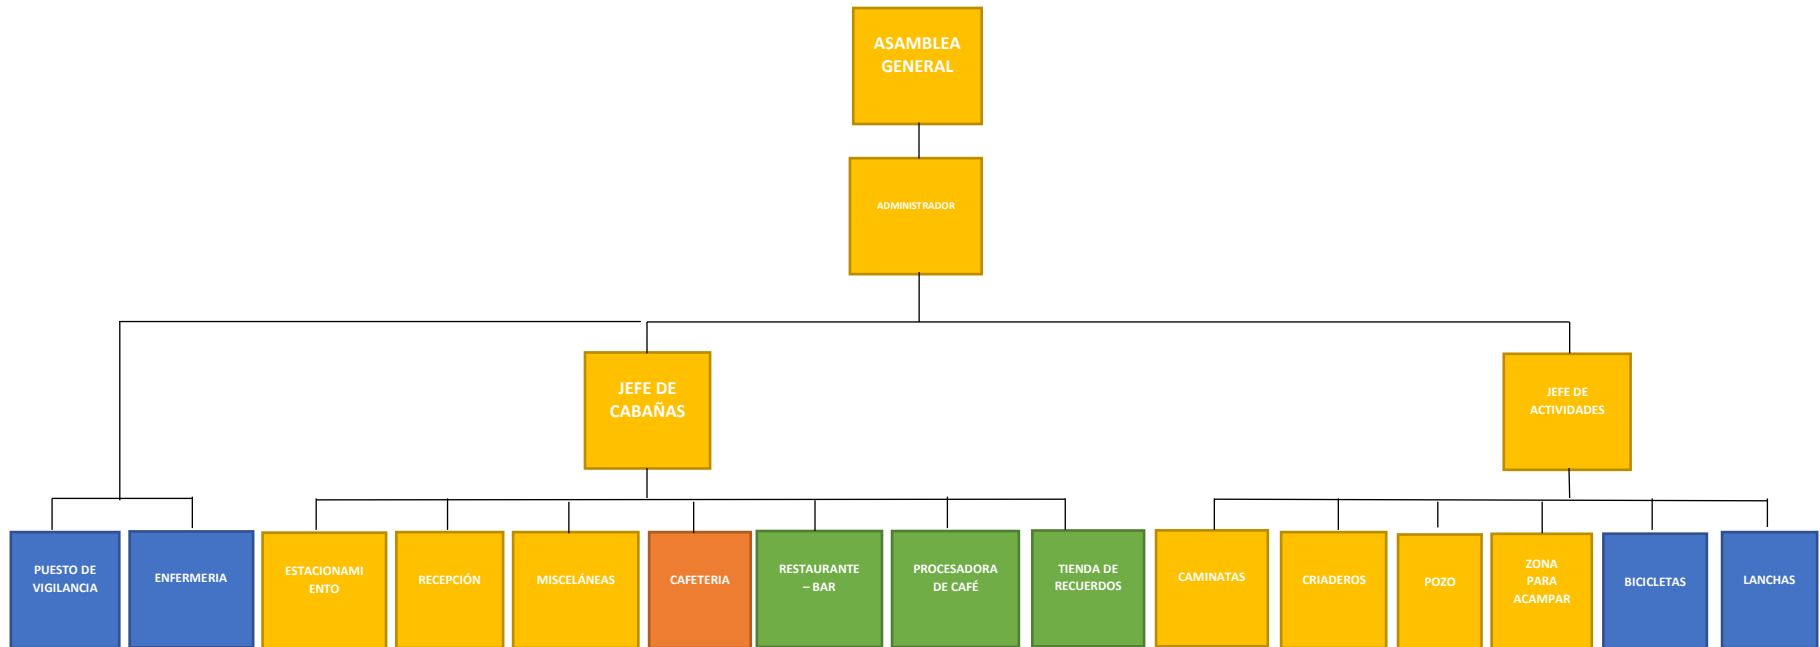 ASAMBLEA
GENERAL
ADMINISTRADOR
JEFE DE
CABAÑAS
JEFE DE
ACTIVIDADES
PUESTO DE
VIGILANCIA
ENFERMERIA
ESTACIONAMI
ENTO
RECEPCIÓN
MISCELÁNEAS
CAFETERIA
RESTAURANTE
– BAR
PROCESADORA
DE CAFÉ
TIENDA DE
RECUERDOS
CAMINATAS
CRIADEROS
POZO
ZONA
PARA
ACAMPAR
BICICLETAS
LANCHAS